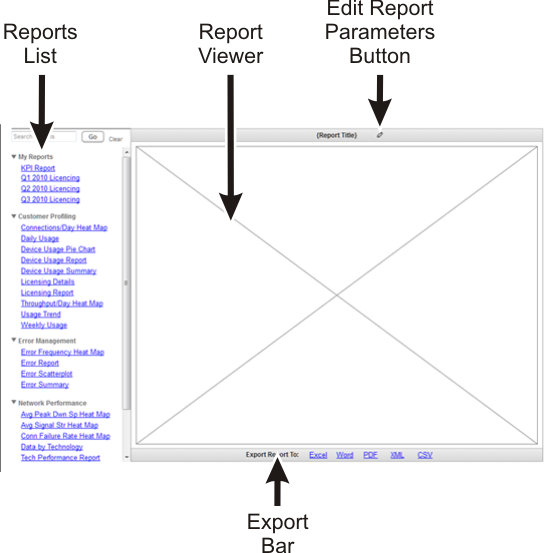 Reports
List
Report
Viewer
Edit Report
Parameters
Button
Search
Go
Clear
(Report Title)
My Reports
KPI Report
Q1 2010 Licencing
Q2 2010 Licencing
Q3 2010 Licencing
Customer Profiling
Connections/Day Heat Map
Daily Usage
Device Usage Pie Chart
Device Usage Report
Device Usage Summary
Licensing Details
Licensing Report
Throughput/Day Heat Map
Usage Trend
Weekly Usage
Error Management
Error Frequency Heat Map
Error Report
Error Scatterplot
Error Summary
Network Performance
Avg Peak Dwn Sp Heat Map
Avg Signal Str Heat Map
Conn Failure Rate Heat Map
Data by Technology
Tech Performance Report
Export Report To: Excel Word PDF XML CSV
Export
Bar